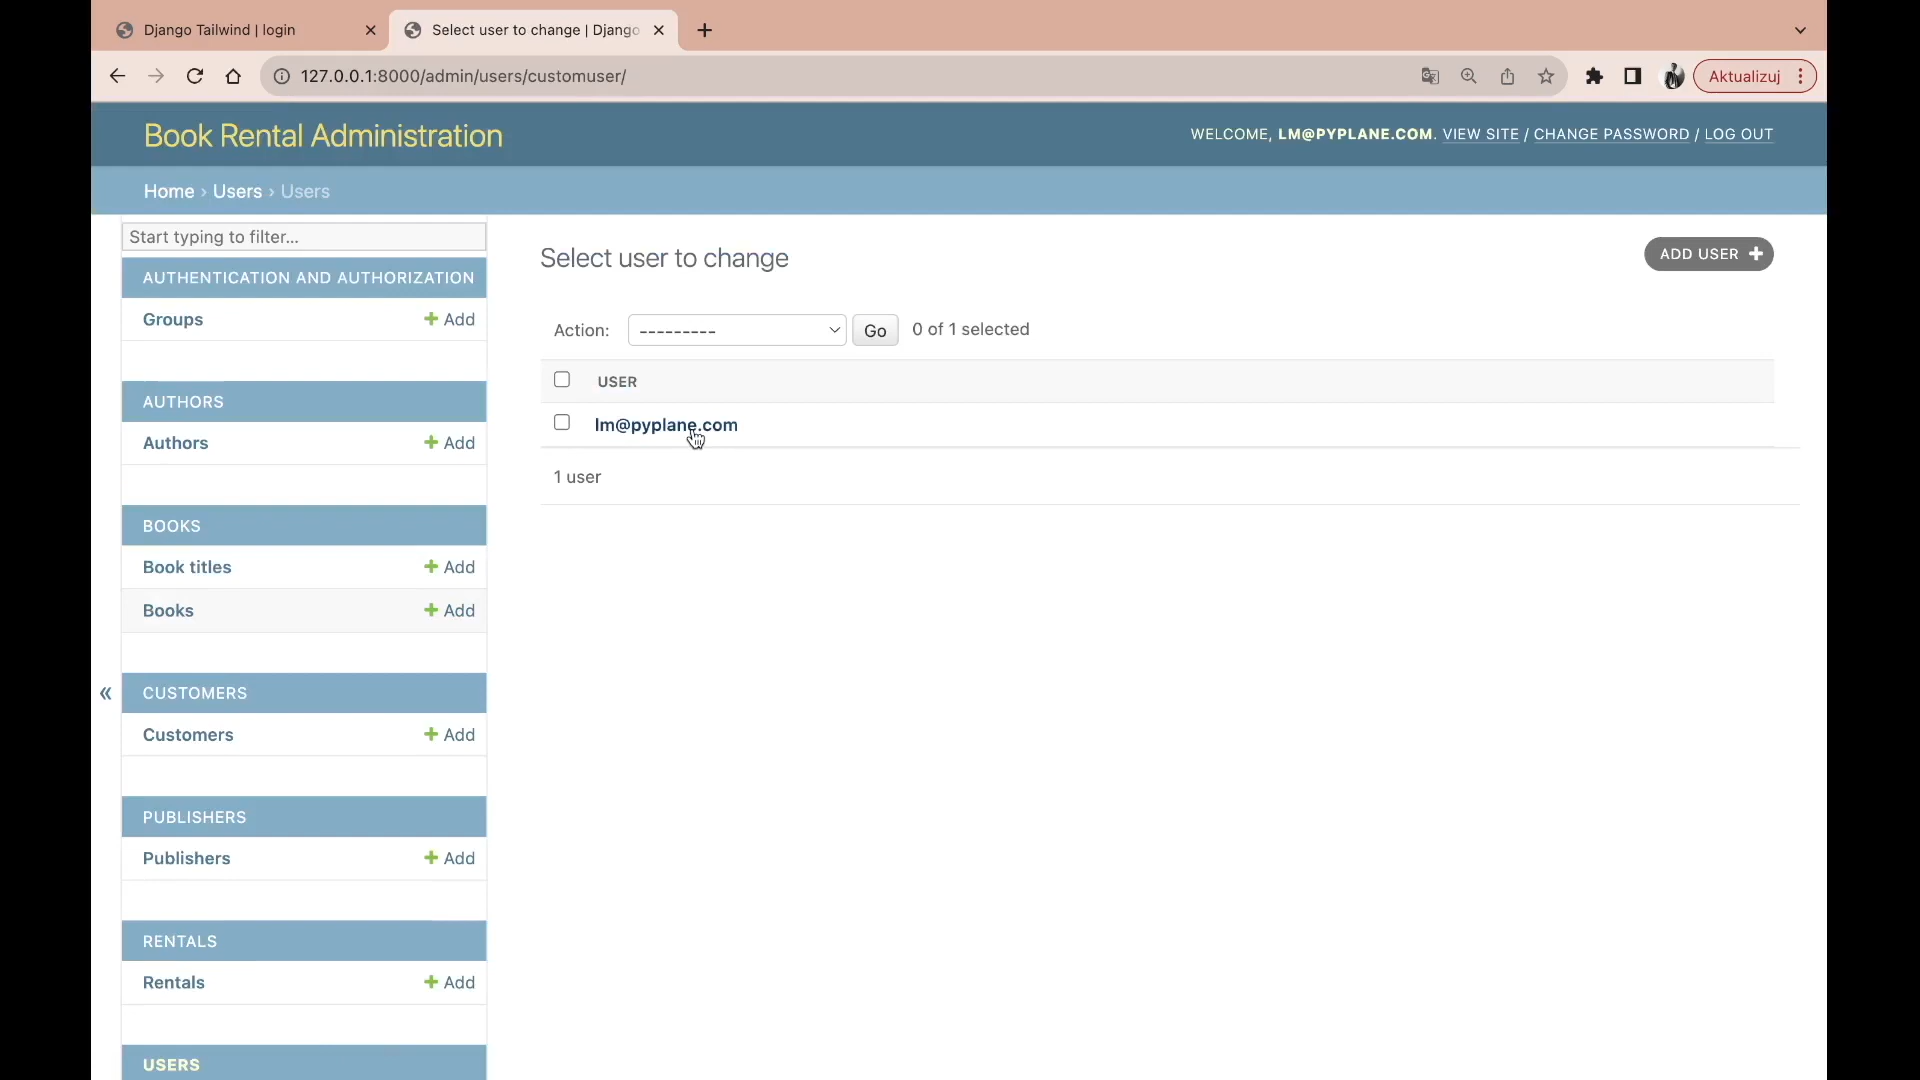 Django Tailwind | login
Select user to change | Django
127.0.0.1:8000/admin/users/customuser/
Aktualizuj
Book Rental Administration
WELCOME, LM@PYPLANE.COM. VIEW SITE / CHANGE PASSWORD / LOG OUT
Home › Users › Users
Start typing to filter...
AUTHENTICATION AND AUTHORIZATION
Groups + Add
AUTHORS
Authors + Add
BOOKS
Book titles + Add
Books + Add
«
CUSTOMERS
Customers + Add
PUBLISHERS
Publishers + Add
RENTALS
Rentals + Add
USERS
Select user to change
ADD USER +
Action: --------- Go 0 of 1 selected
USER
lm@pyplane.com
1 user